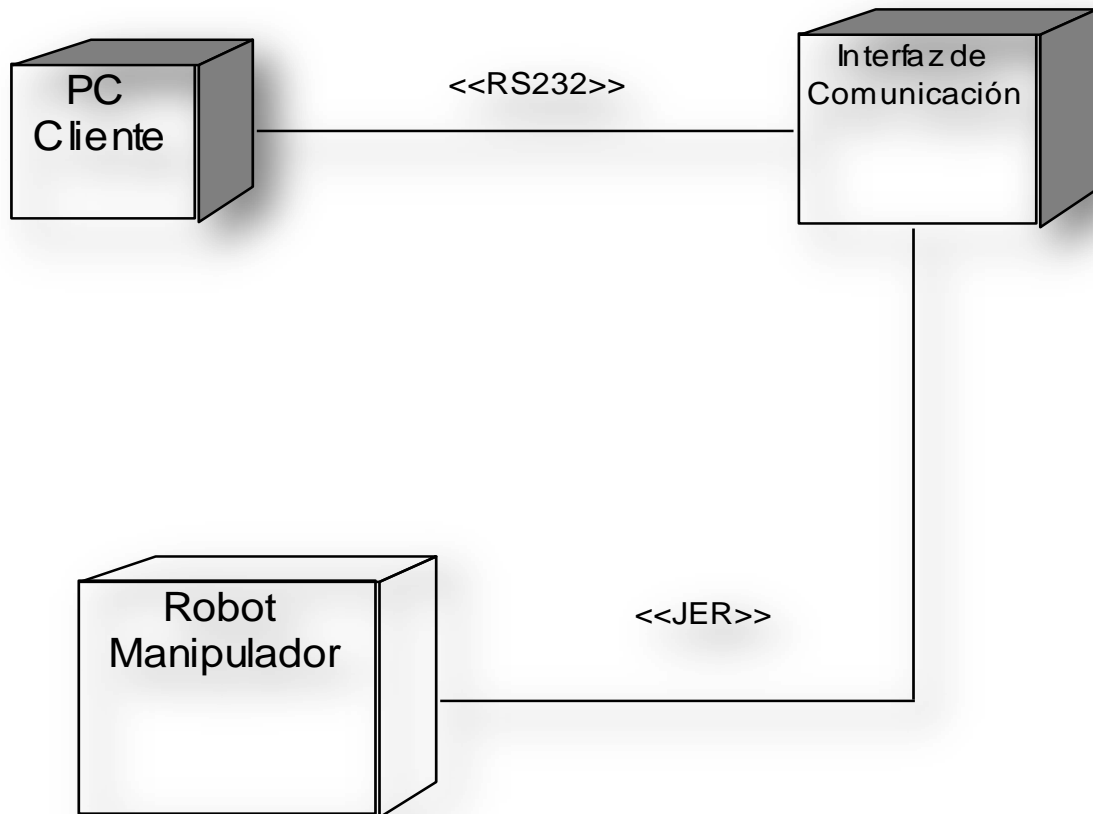 PC
Cliente
<<RS232>>
Interfaz de
Comunicación
Robot
Manipulador
<<JER>>